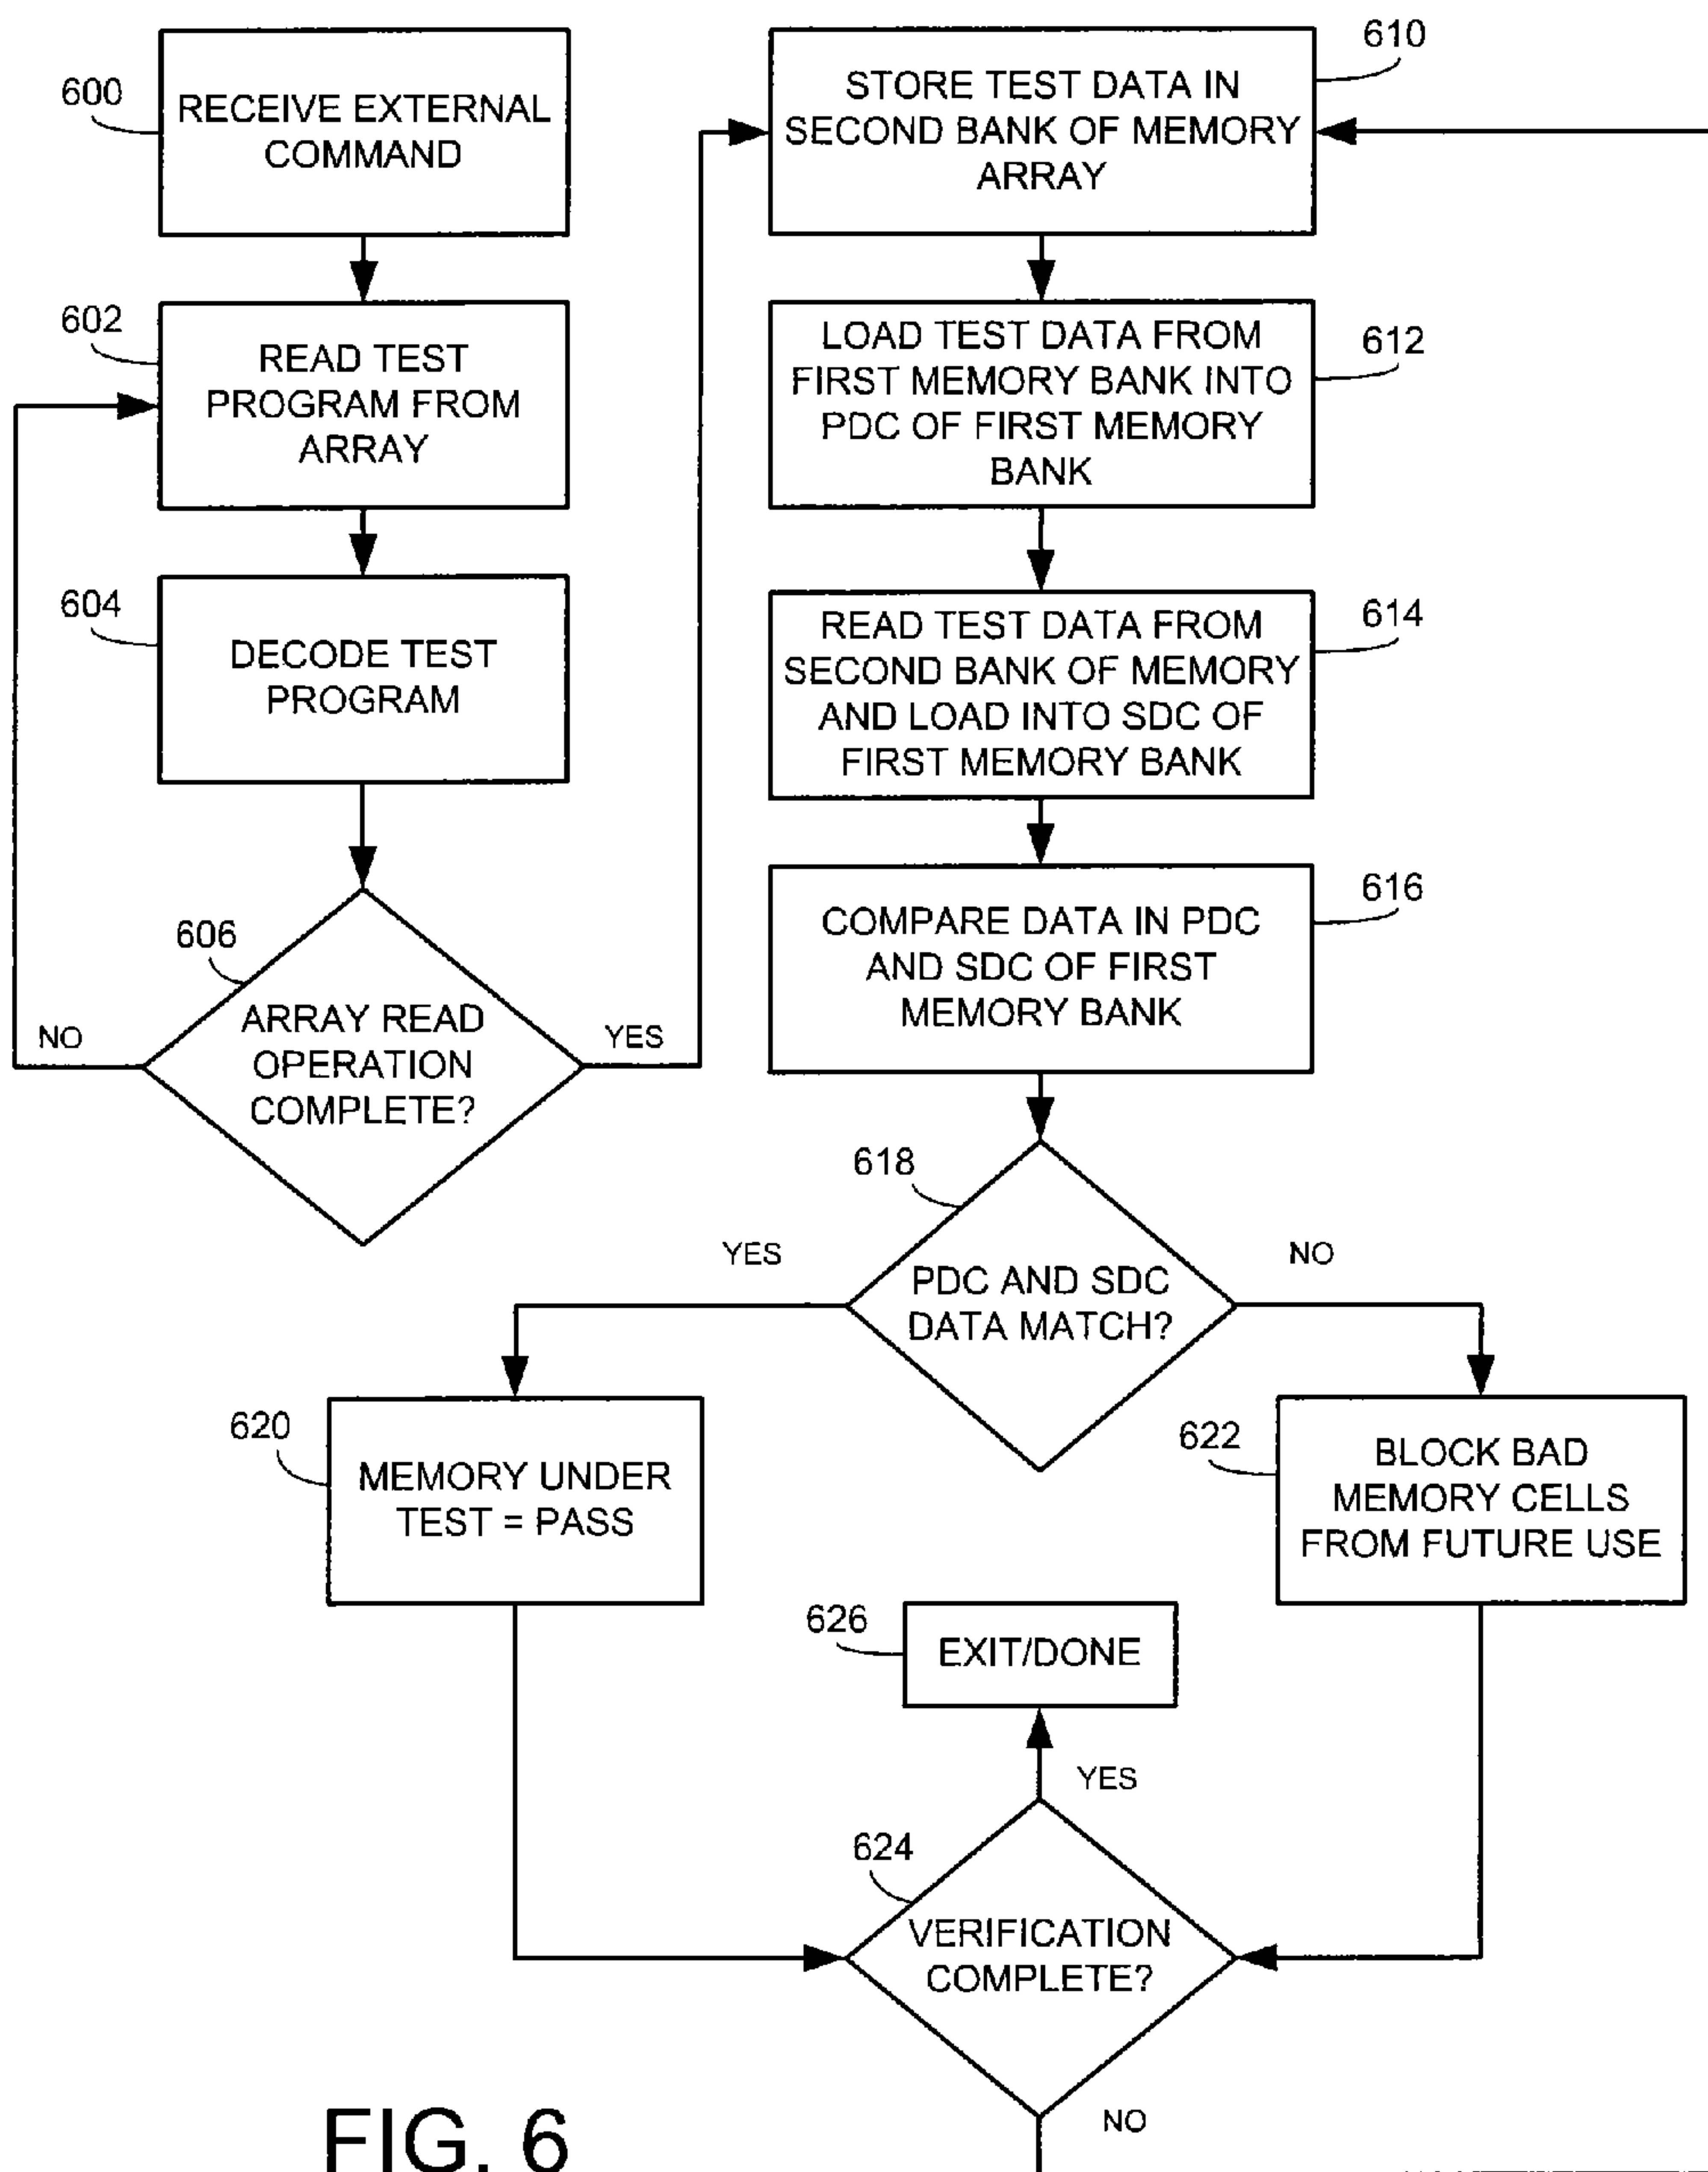 600
RECEIVE EXTERNAL
COMMAND
602
READ TEST
PROGRAM FROM
ARRAY
604
DECODE TEST
PROGRAM
606
ARRAY READ
OPERATION
COMPLETE?
NO
YES
610
STORE TEST DATA IN
SECOND BANK OF MEMORY
ARRAY
612
LOAD TEST DATA FROM
FIRST MEMORY BANK INTO
PDC OF FIRST MEMORY
BANK
614
READ TEST DATA FROM
SECOND BANK OF MEMORY
AND LOAD INTO SDC OF
FIRST MEMORY BANK
616
COMPARE DATA IN PDC
AND SDC OF FIRST
MEMORY BANK
618
PDC AND SDC
DATA MATCH?
YES
NO
620
MEMORY UNDER
TEST = PASS
622
BLOCK BAD
MEMORY CELLS
FROM FUTURE USE
626
EXIT/DONE
YES
624
VERIFICATION
COMPLETE?
NO
FIG. 6